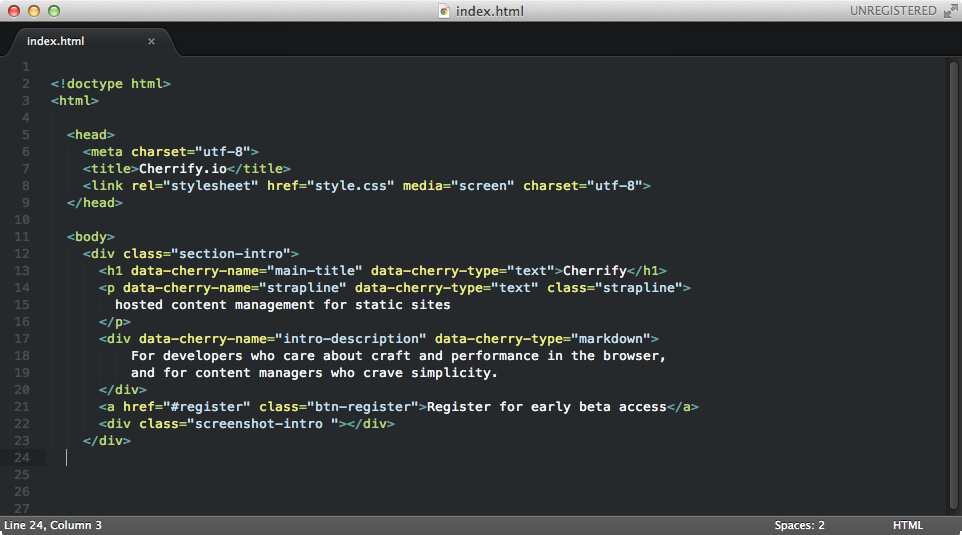 index.html
UNREGISTERED
index.html ×
1
2 <!doctype html>
3 <html>
4
5   <head>
6     <meta charset="utf-8">
7     <title>Cherrify.io</title>
8     <link rel="stylesheet" href="style.css" media="screen" charset="utf-8">
9   </head>
10
11   <body>
12     <div class="section-intro">
13       <h1 data-cherry-name="main-title" data-cherry-type="text">Cherrify</h1>
14       <p data-cherry-name="strapline" data-cherry-type="text" class="strapline">
15         hosted content management for static sites
16       </p>
17       <div data-cherry-name="intro-description" data-cherry-type="markdown">
18           For developers who care about craft and performance in the browser,
19           and for content managers who crave simplicity.
20       </div>
21       <a href="#register" class="btn-register">Register for early beta access</a>
22       <div class="screenshot-intro "></div>
23     </div>
24
25
26
27
Line 24, Column 3
Spaces: 2
HTML